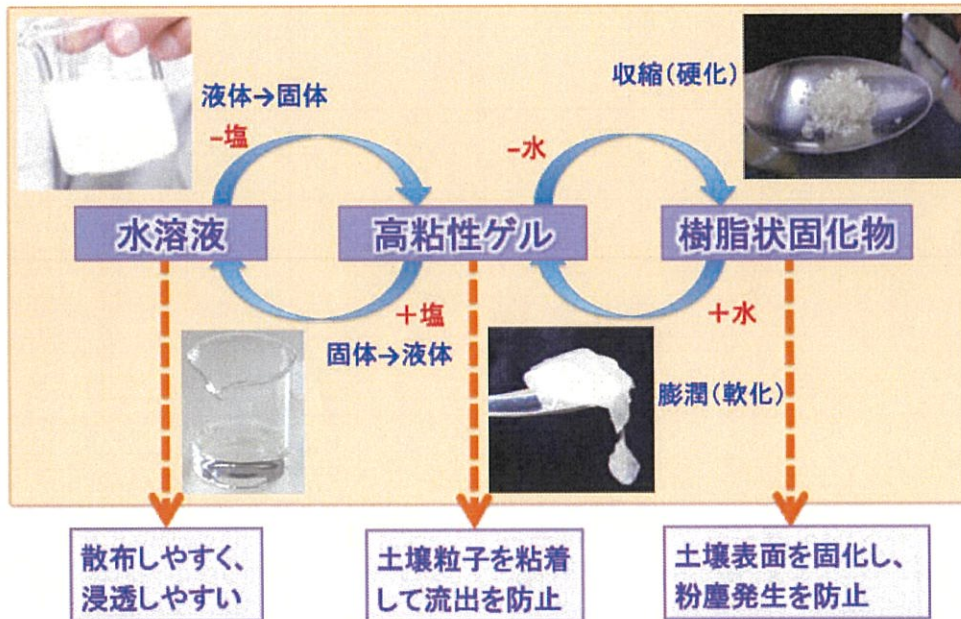 液体→固体
−塩
収縮(硬化)
−水
水溶液
高粘性ゲル
樹脂状固化物
+塩
固体→液体
+水
膨潤(軟化)
散布しやすく、
浸透しやすい
土壌粒子を粘着
して流出を防止
土壌表面を固化し、
粉塵発生を防止